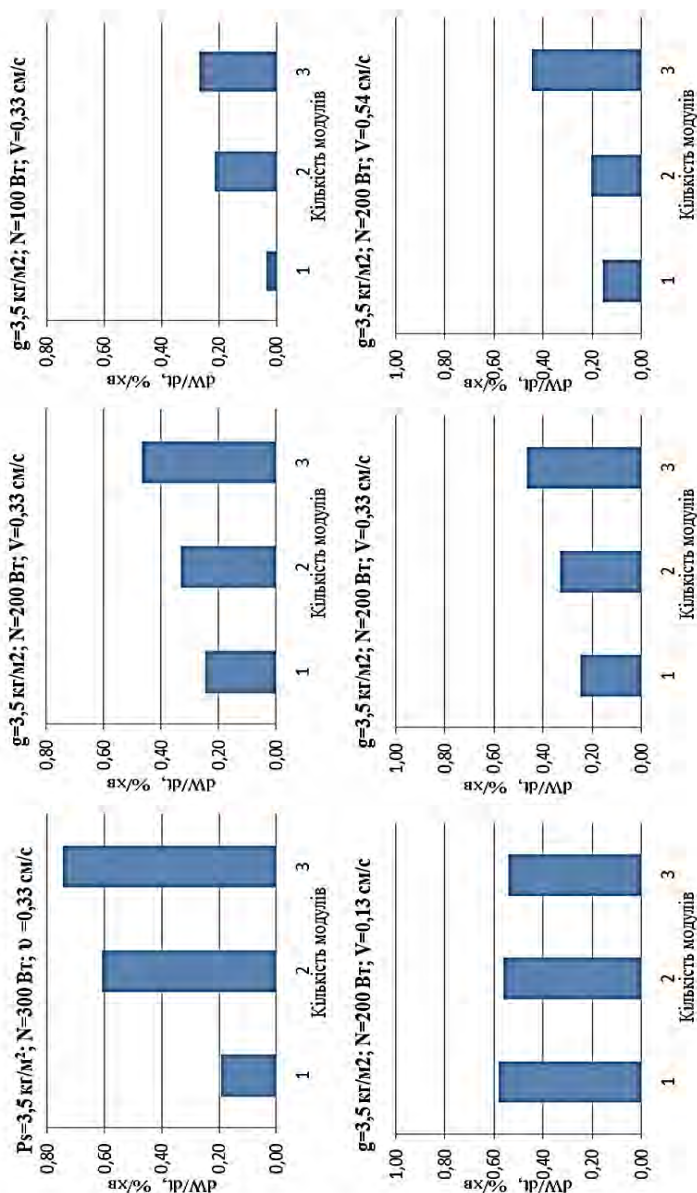 Ps=3,5 кг/м²; N=300 Вт; υ =0,33 см/с
0,80
0,60
0,40
0,20
0,00
dW/dt, %/хв
1 2 3
Кількість модулів
g=3,5 кг/м2; N=200 Вт; V=0,33 см/с
0,80
0,60
0,40
0,20
0,00
dW/dt, %/хв
1 2 3
Кількість модулів
g=3,5 кг/м2; N=100 Вт; V=0,33 см/с
0,80
0,60
0,40
0,20
0,00
dW/dt, %/хв
1 2 3
Кількість модулів
g=3,5 кг/м2; N=200 Вт; V=0,13 см/с
1,00
0,80
0,60
0,40
0,20
0,00
dW/dt, %/хв
1 2 3
Кількість модулів
g=3,5 кг/м2; N=200 Вт; V=0,33 см/с
1,00
0,80
0,60
0,40
0,20
0,00
dW/dt, %/хв
1 2 3
Кількість модулів
g=3,5 кг/м2; N=200 Вт; V=0,54 см/с
1,00
0,80
0,60
0,40
0,20
0,00
dW/dt, %/хв
1 2 3
Кількість модулів